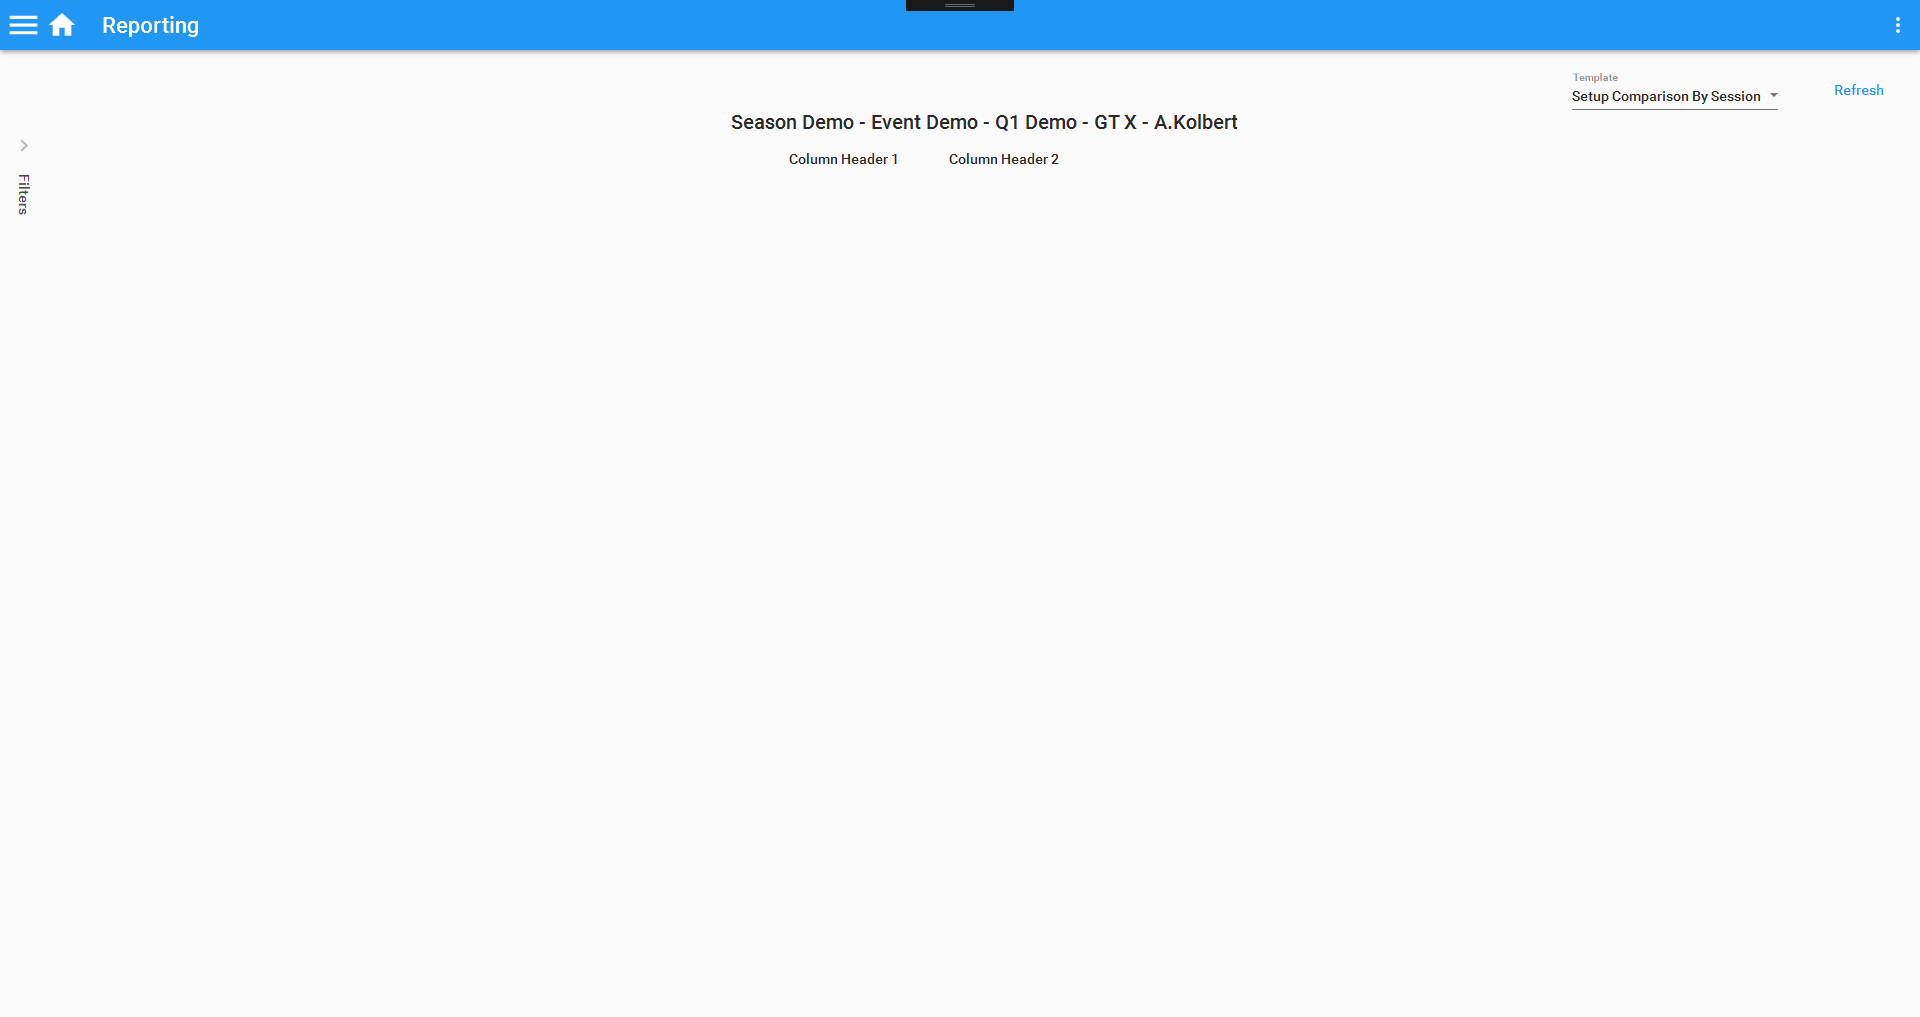 Reporting
Template
Setup Comparison By Session
Refresh
Season Demo - Event Demo - Q1 Demo - GT X - A.Kolbert
Column Header 1
Column Header 2
Filters